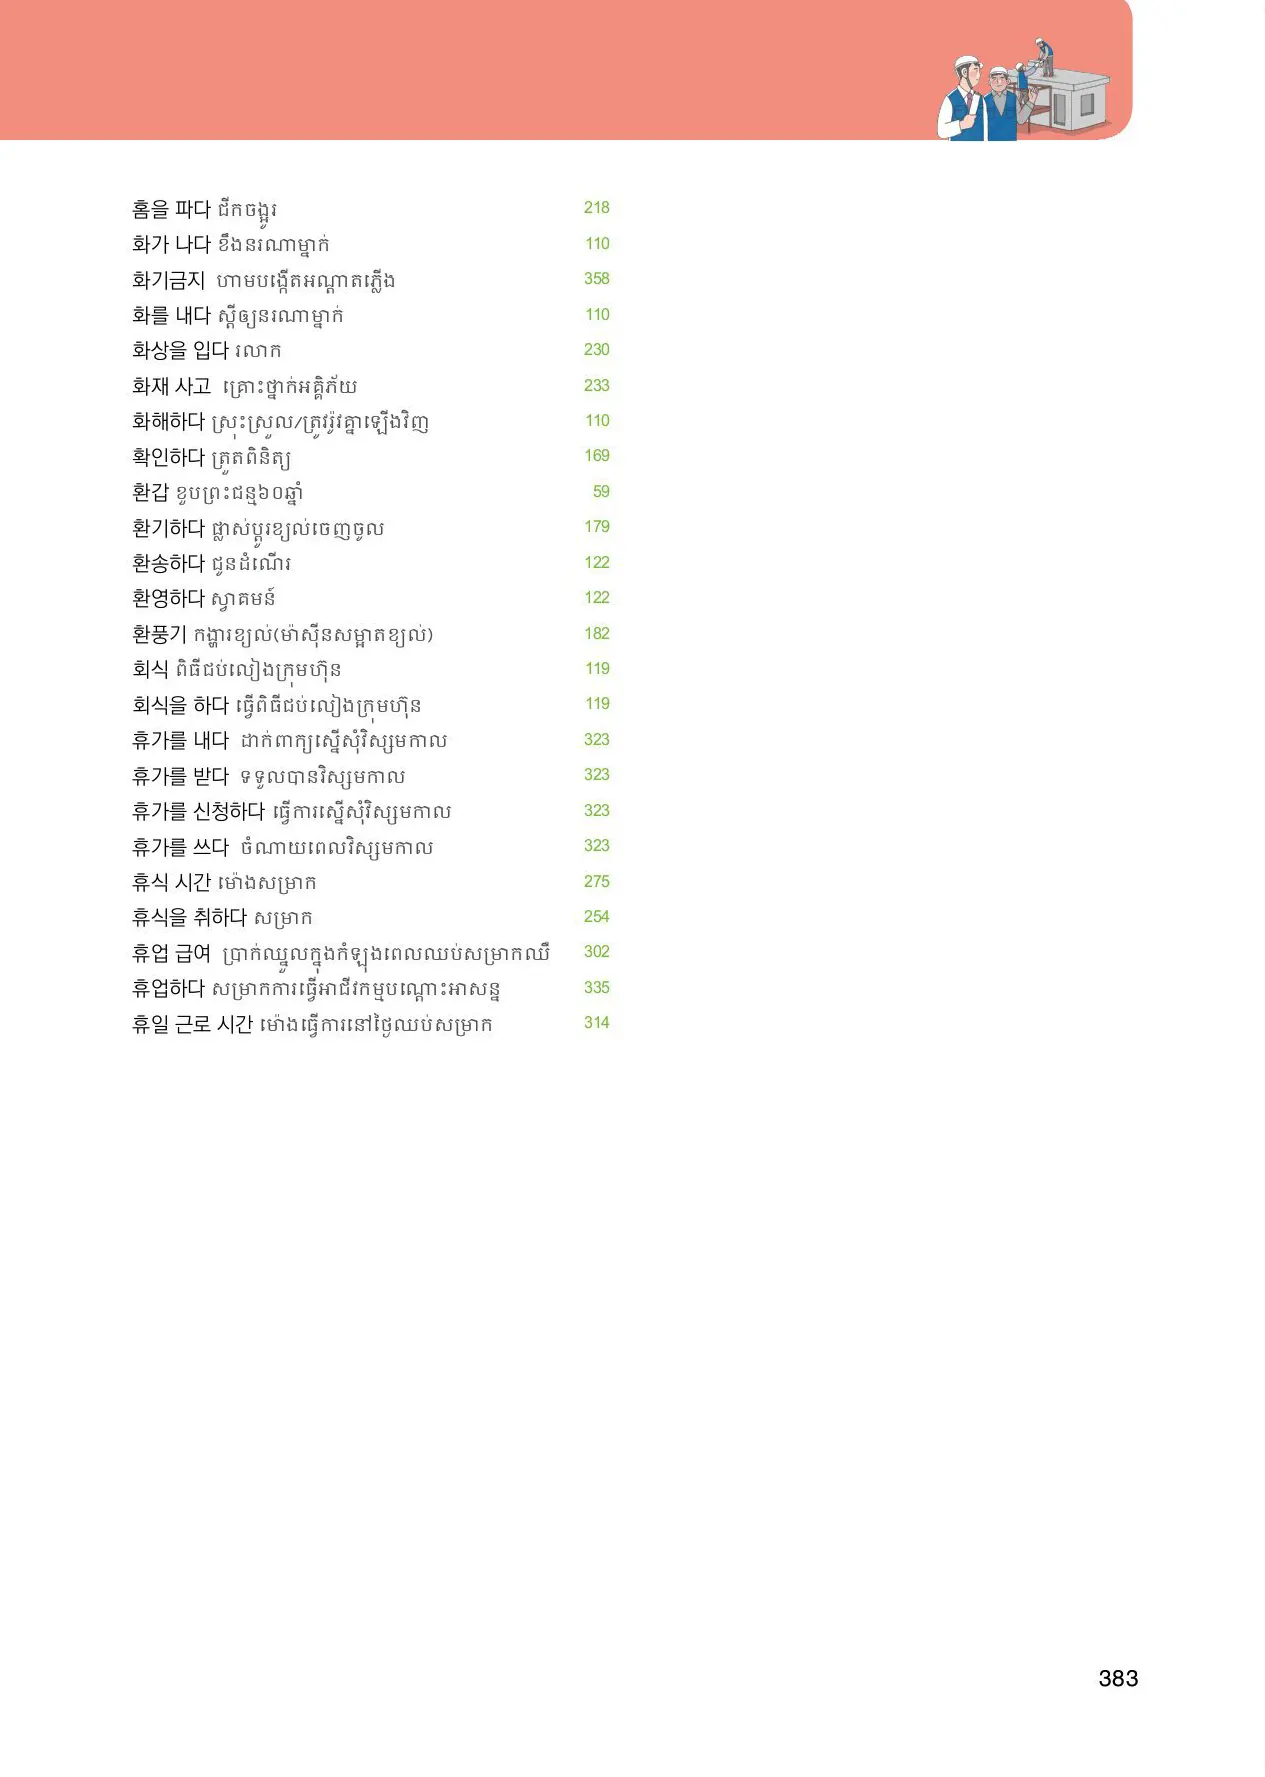 홈을 파다 ជីកចង្អូរ 218
화가 나다 ខឹងនរណាម្នាក់ 110
화기금지 ហាមបង្កើតអណ្តាតភ្លើង 358
화를 내다 ស្តីឲ្យនរណាម្នាក់ 110
화상을 입다 រលាក 230
화재 사고 គ្រោះថ្នាក់អគ្គិភ័យ 233
화해하다 ស្រុះស្រួល/ត្រូវរ៉ូវគ្នាឡើងវិញ 110
확인하다 ត្រួតពិនិត្យ 169
환갑 ខួបព្រះជន្ម៦០ឆ្នាំ 59
환기하다 ផ្លាស់ប្តូរខ្យល់ចេញចូល 179
환송하다 ជូនដំណើរ 122
환영하다 ស្វាគមន៍ 122
환풍기 កង្ហារខ្យល់(ម៉ាស៊ីនសម្អាតខ្យល់) 182
회식 ពិធីជប់លៀងក្រុមហ៊ុន 119
회식을 하다 ធ្វើពិធីជប់លៀងក្រុមហ៊ុន 119
휴가를 내다 ដាក់ពាក្យស្នើសុំវិស្សមកាល 323
휴가를 받다 ទទួលបានវិស្សមកាល 323
휴가를 신청하다 ធ្វើការស្នើសុំវិស្សមកាល 323
휴가를 쓰다 ចំណាយពេលវិស្សមកាល 323
휴식 시간 ម៉ោងសម្រាក 275
휴식을 취하다 សម្រាក 254
휴업 급여 ប្រាក់ឈ្នួលក្នុងកំឡុងពេលឈប់សម្រាកឈឺ 302
휴업하다 សម្រាកការធ្វើអាជីវកម្មបណ្តោះអាសន្ន 335
휴일 근로 시간 ម៉ោងធ្វើការនៅថ្ងៃឈប់សម្រាក 314
383